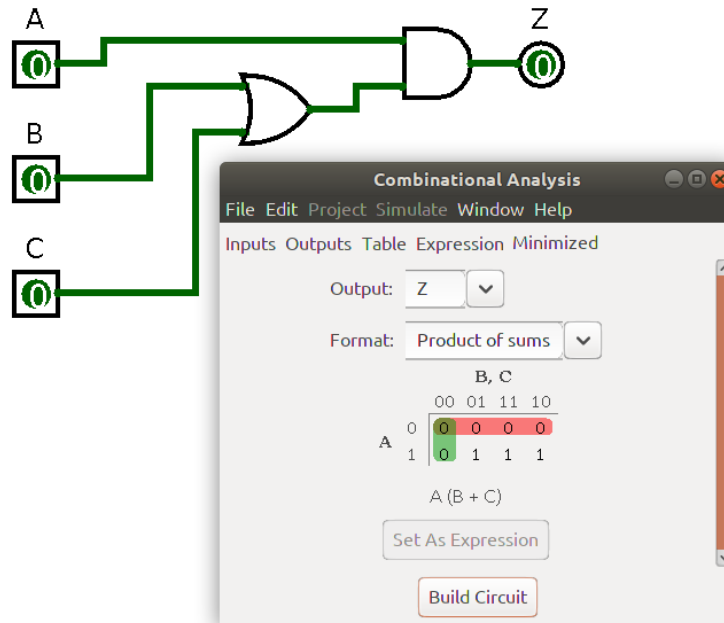 A Z
0 0
B
0
C
0
Combinational Analysis
File Edit Project Simulate Window Help
Inputs Outputs Table Expression Minimized
Output: Z
Format: Product of sums
B, C
00 01 11 10
A
0 0 0 0 0
1 0 1 1 1
A (B + C)
Set As Expression
Build Circuit